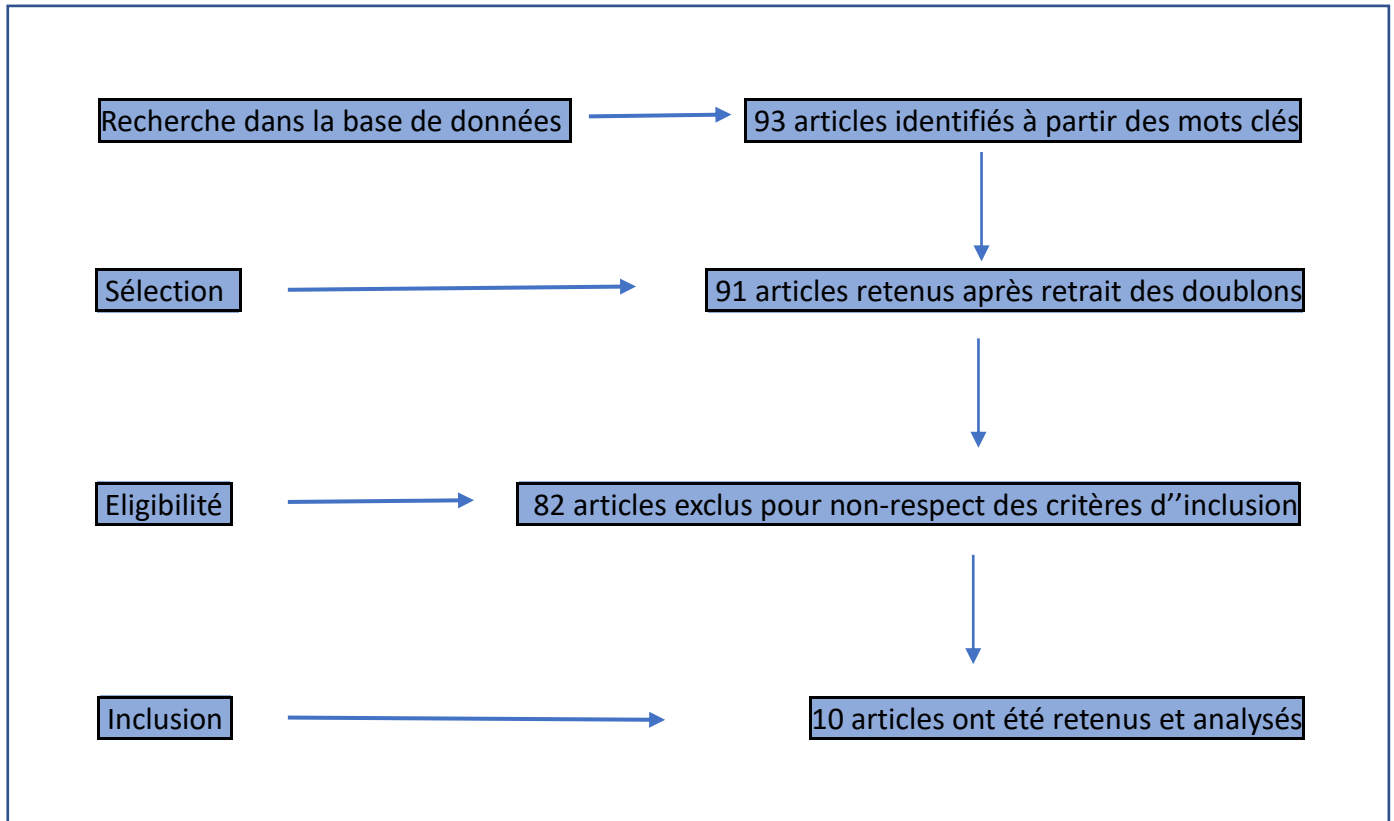 Recherche dans la base de données
93 articles identifiés à partir des mots clés
Sélection
91 articles retenus après retrait des doublons
Eligibilité
82 articles exclus pour non-respect des critères d’’inclusion
Inclusion
10 articles ont été retenus et analysés